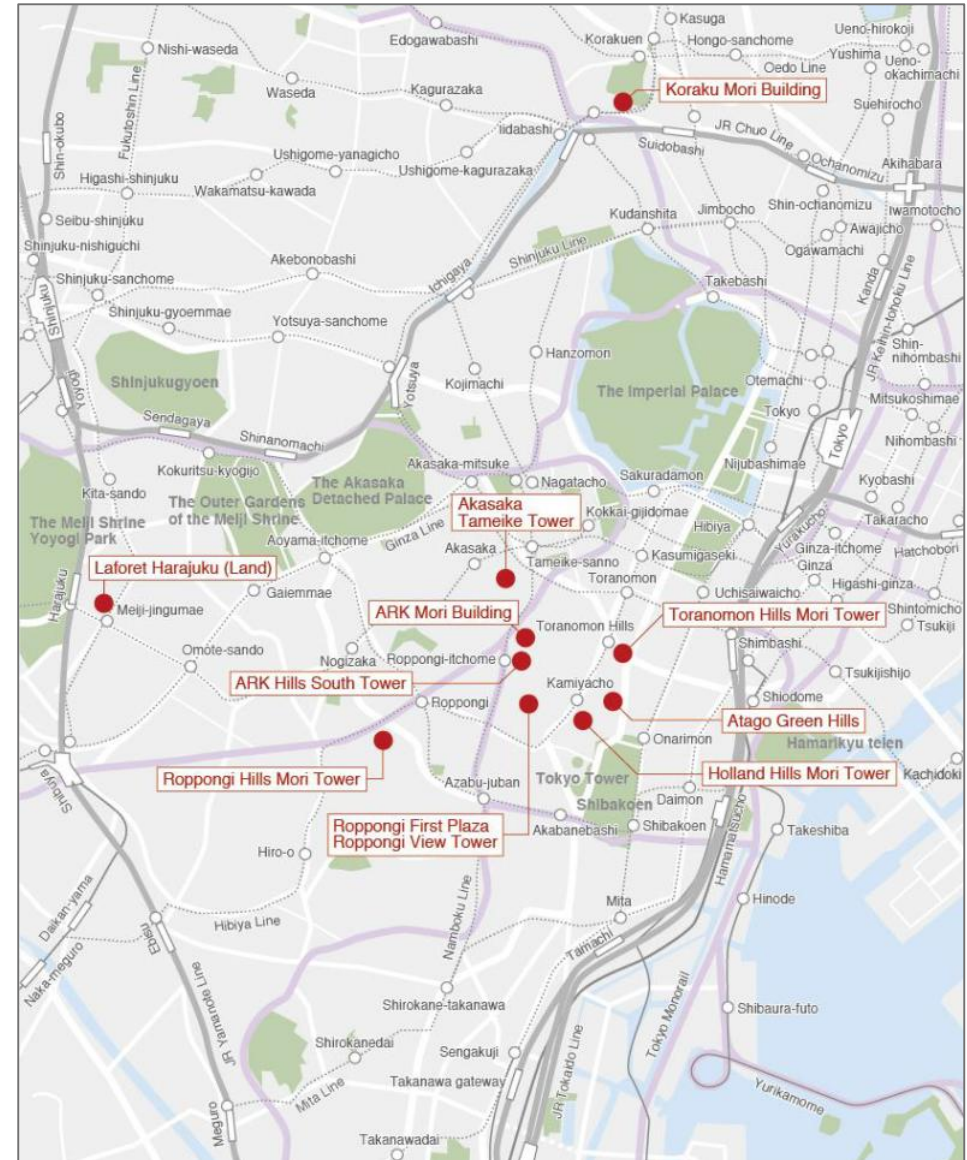 Kasuga
Ueno-hirokoji
Edogawabashi
Korakuen
Hongo-sanchome
Yushima
Ueno-
okachimachi
Nishi-waseda
Oedo Line
Waseda
Kagurazaka
Koraku Mori Building
Suehirocho
Fukutoshin Line
Shin-okubo
Iidabashi
JR Chuo Line
Suidobashi
Ochanomizu
Akihabara
Ushigome-yanagicho
Ushigome-kagurazaka
Higashi-shinjuku
Wakamatsu-kawada
Seibu-shinjuku
Kudanshita
Jimbocho
Shin-ochanomizu
Iwamotocho
Awajicho
Ogawamachi
Shinjuku-nishiguchi
Akebonobashi
Ichigaya
Shinjuku Line
Kanda
JR Keihin-tohoku Line
Shinjuku-sanchome
Takebashi
Shinjuku
Shinjuku-gyoemmae
Yotsuya-sanchome
Shin-
nihombashi
Hanzomon
Yotsuya
Kojimachi
Shinjukugyoen
The Imperial Palace
Otemachi
Mitsukoshimae
Yoyogi
Sendagaya
Shinanomachi
Tokyo
Tokyo
Nihombashi
Kokuritsu-kyogijo
Akasaka-mitsuke
Nagatacho
Sakuradamon
Nijubashimae
Kyobashi
Kita-sando
The Outer Gardens
of the Meiji Shrine
The Akasaka
Detached Palace
Akasaka
Tameike Tower
Kokkai-gijidomae
Hibiya
Yurakucho
Takaracho
The Meiji Shrine
Yoyogi Park
Aoyama-itchome
Ginza Line
Akasaka
Tameike-sanno
Kasumigaseki
Ginza-itchome
Ginza
Hatchobori
Laforet Harajuku (Land)
Gaiemmae
Toranomon
Uchisaiwaicho
Higashi-ginza
Harajuku
Meiji-jingumae
ARK Mori Building
Toranomon Hills
Toranomon Hills Mori Tower
Shintomicho
Tsukiji
Omote-sando
Nogizaka
Roppongi-itchome
Shimbashi
ARK Hills South Tower
Kamiyacho
Tsukijishijo
Roppongi
Shiodome
Atago Green Hills
Onarimon
Hamarikyu teien
Roppongi Hills Mori Tower
Holland Hills Mori Tower
Kachidoki
Shibuya
Azabu-juban
Tokyo Tower
Shibakoen
Daimon
Hamamatsucho
Roppongi First Plaza
Roppongi View Tower
Akabanebashi
Shibakoen
Takeshiba
Hiro-o
Daikan-yama
Namboku Line
Mita
Hinode
Ebisu
Hibiya Line
Tamachi
Naka-meguro
JR Yamanote Line
Shirokane-takanawa
Tokyo Monorail
Shibaura-futo
Shirokanedai
Sengakuji
JR Tokaido Line
Mita Line
Takanawa gateway
Yurikamome
Meguro
Takanawadai